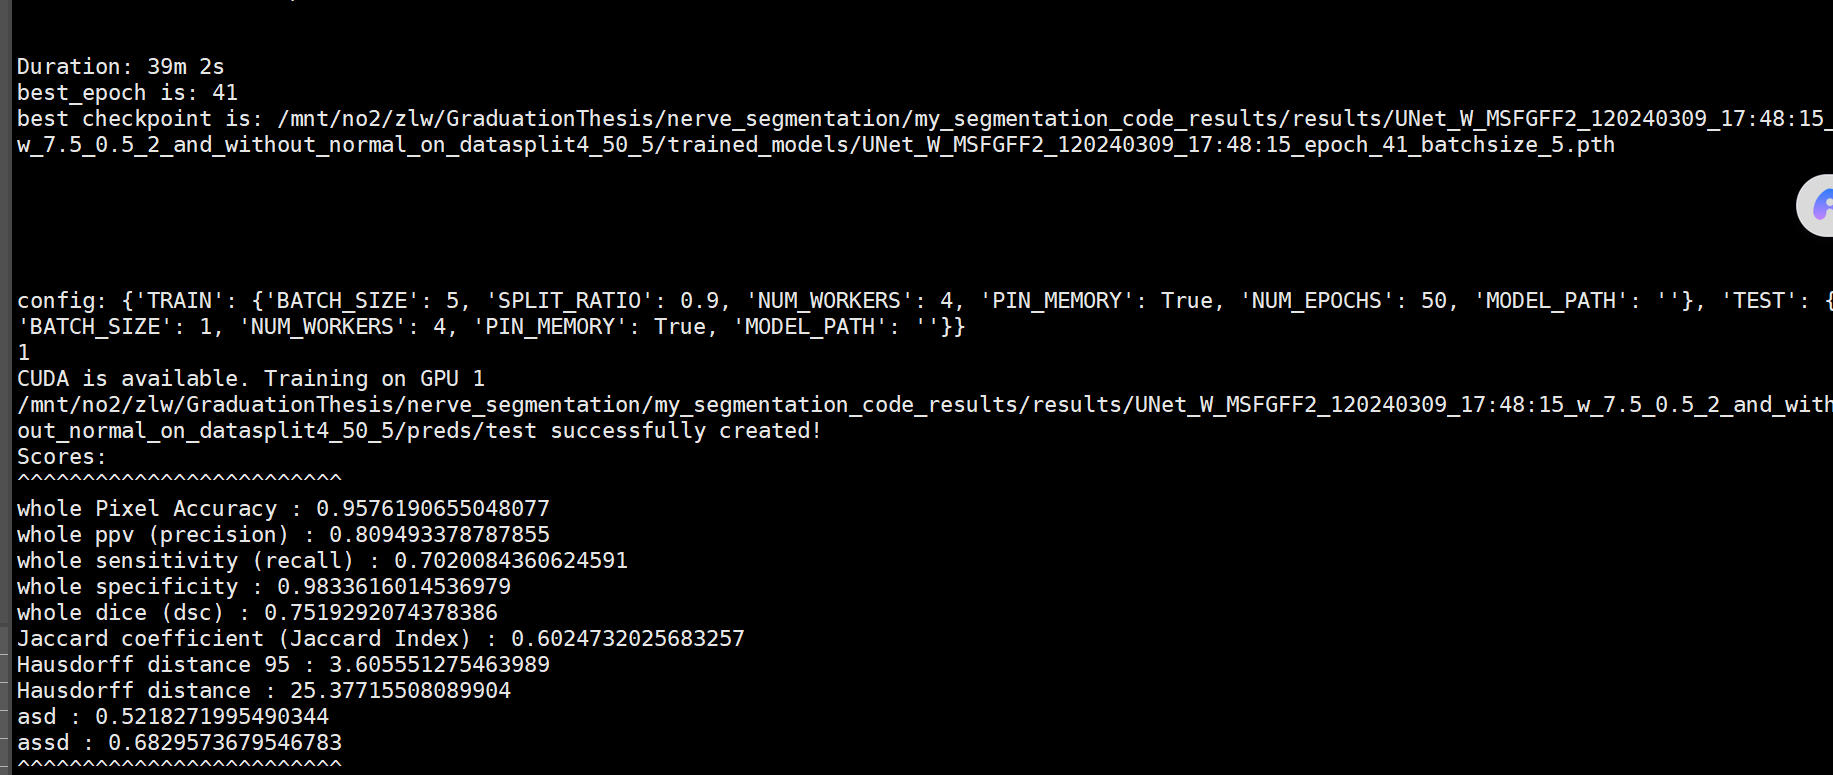 Duration: 39m 2s
best_epoch is: 41
best checkpoint is: /mnt/no2/zlw/GraduationThesis/nerve_segmentation/my_segmentation_code_results/results/UNet_W_MSFGFF2_120240309_17:48:15_
w_7.5_0.5_2_and_without_normal_on_datasplit4_50_5/trained_models/UNet_W_MSFGFF2_120240309_17:48:15_epoch_41_batchsize_5.pth
config: {'TRAIN': {'BATCH_SIZE': 5, 'SPLIT_RATIO': 0.9, 'NUM_WORKERS': 4, 'PIN_MEMORY': True, 'NUM_EPOCHS': 50, 'MODEL_PATH': ''}, 'TEST': {
'BATCH_SIZE': 1, 'NUM_WORKERS': 4, 'PIN_MEMORY': True, 'MODEL_PATH': ''}}
1
CUDA is available. Training on GPU 1
/mnt/no2/zlw/GraduationThesis/nerve_segmentation/my_segmentation_code_results/results/UNet_W_MSFGFF2_120240309_17:48:15_w_7.5_0.5_2_and_with
out_normal_on_datasplit4_50_5/preds/test successfully created!
Scores:
^^^^^^^^^^^^^^^^^^^^^^^^^
whole Pixel Accuracy : 0.9576190655048077
whole ppv (precision) : 0.809493378787855
whole sensitivity (recall) : 0.7020084360624591
whole specificity : 0.9833616014536979
whole dice (dsc) : 0.7519292074378386
Jaccard coefficient (Jaccard Index) : 0.6024732025683257
Hausdorff distance 95 : 3.605551275463989
Hausdorff distance : 25.37715508089904
asd : 0.5218271995490344
assd : 0.6829573679546783
^^^^^^^^^^^^^^^^^^^^^^^^^